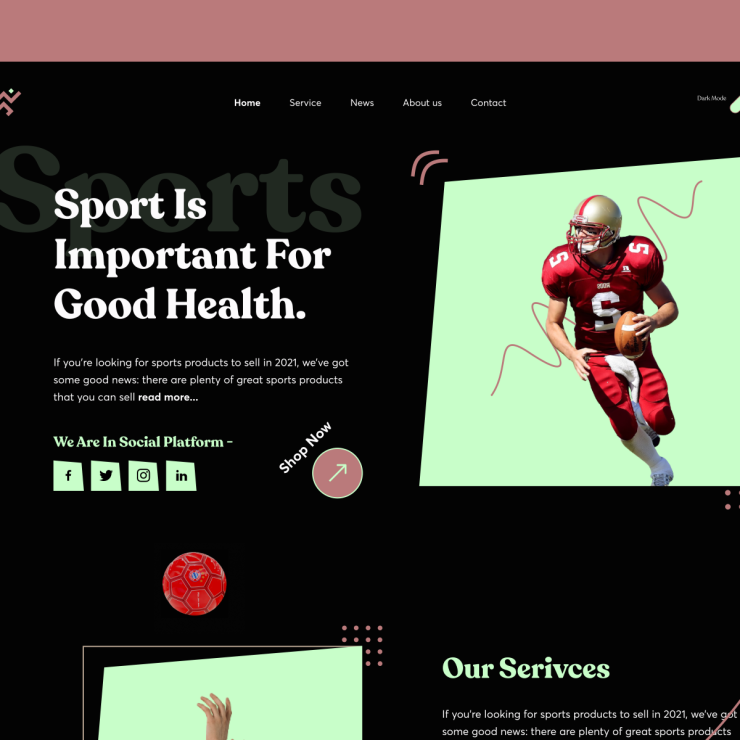 Home Service News About us Contact
Dark Mode
Sports
Sport Is
Important For
Good Health.
If you're looking for sports products to sell in 2021, we've got
some good news: there are plenty of great sports products
that you can sell read more...
We Are In Social Platform -
f in
Shop Now
5 5
S
Our Serivces
If you're looking for sports products to sell in 2021, we've got
some good news: there are plenty of great sports products